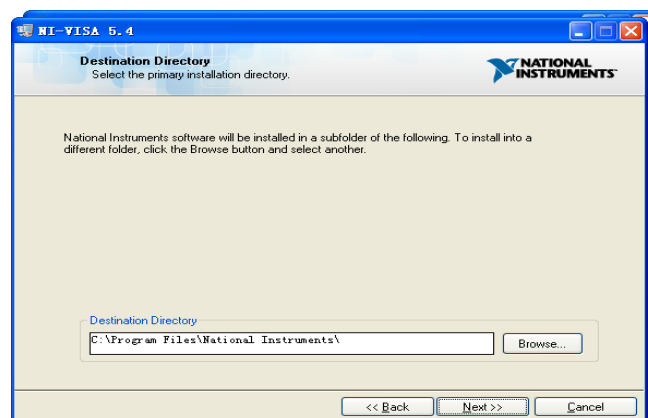 NI-VISA 5.4
Destination Directory
Select the primary installation directory.
NATIONAL
INSTRUMENTS
National Instruments software will be installed in a subfolder of the following. To install into a
different folder, click the Browse button and select another.
Destination Directory
C:\Program Files\National Instruments\
Browse...
<< Back
Next >>
Cancel